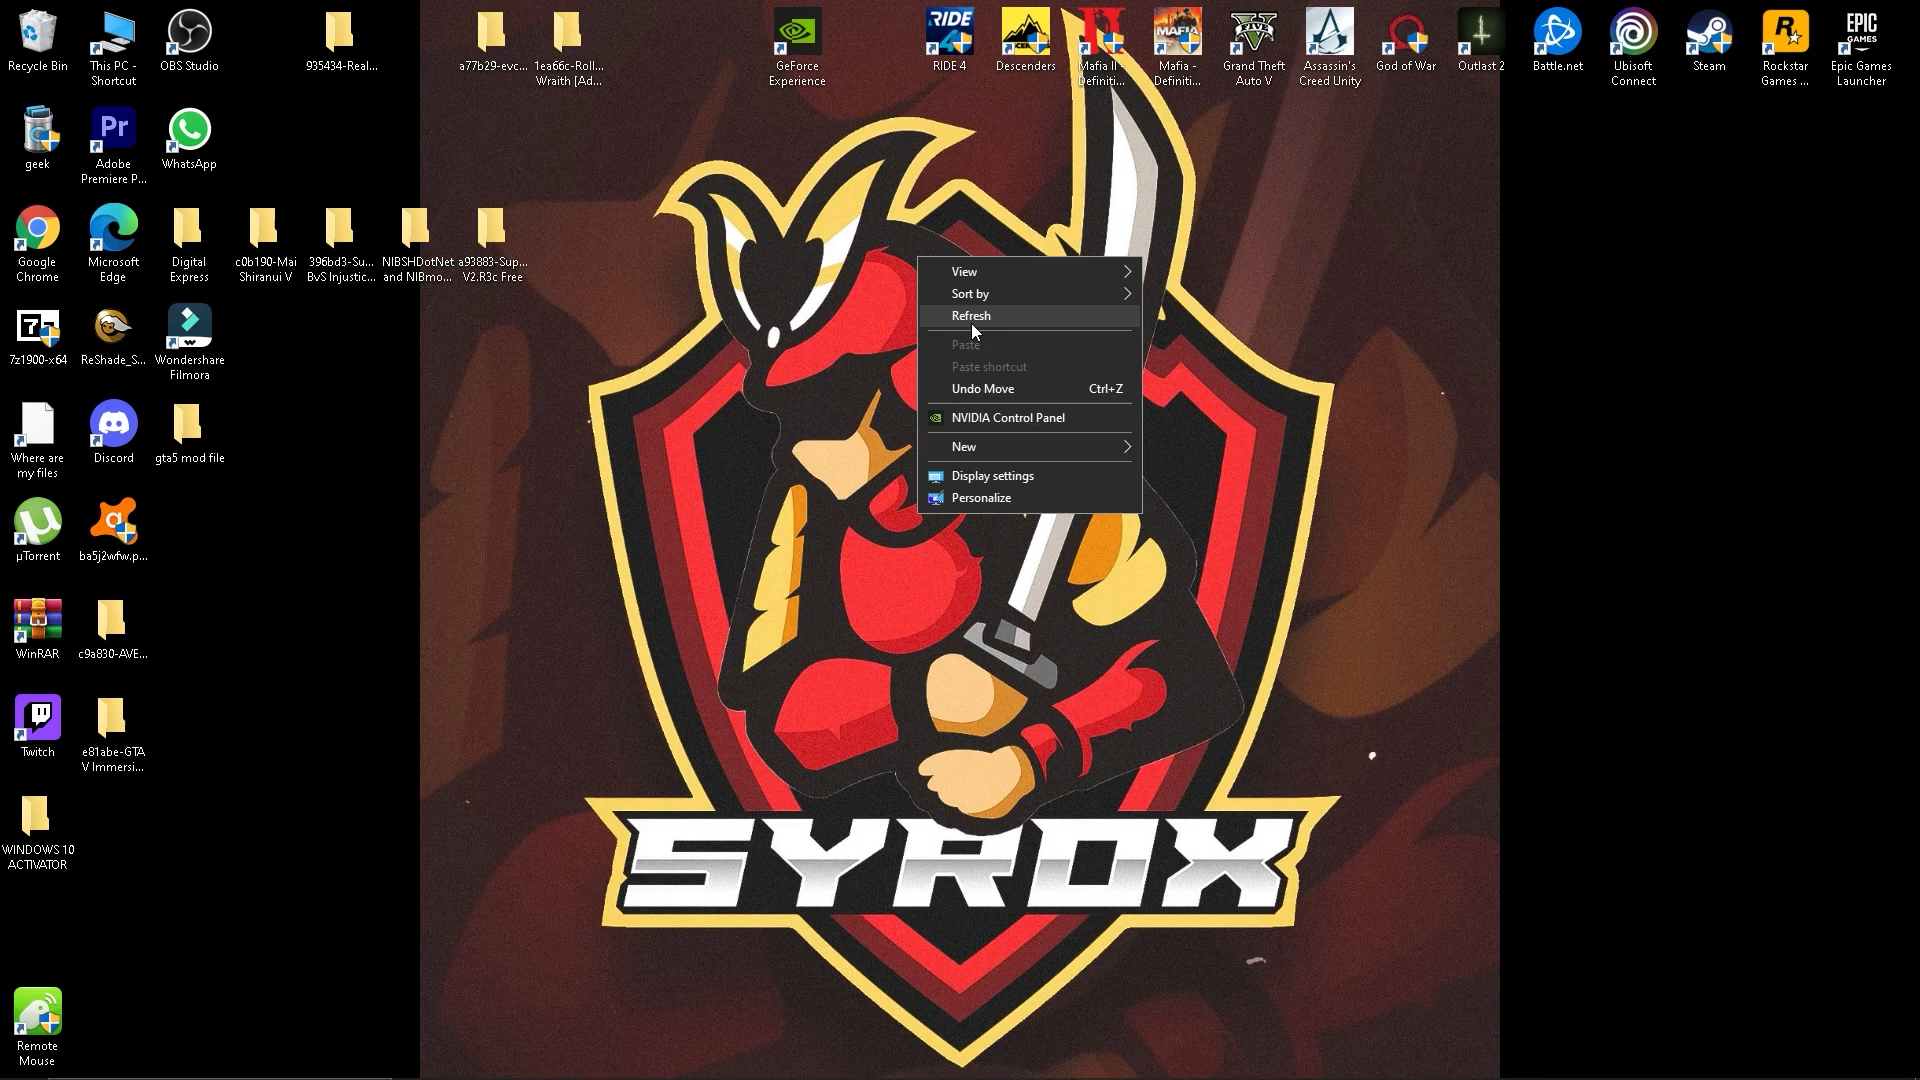 Recycle Bin
This PC -
Shortcut
OBS Studio
935434-Real...
a77b29-evc...
1ea66c-Roll...
Wraith [Ad...
GeForce
Experience
RIDE 4
Descenders
Mafia II -
Definiti...
Mafia -
Definiti...
Grand Theft
Auto V
Assassin's
Creed Unity
God of War
Outlast 2
Battle.net
Ubisoft
Connect
Steam
Rockstar
Games ...
Epic Games
Launcher
geek
Adobe
Premiere P...
WhatsApp
Google
Chrome
Microsoft
Edge
Digital
Express
c0b190-Mai
Shiranui V
396bd3-Su...
BvS Injustic...
NIBSHDotNet
and NIBmo...
a93883-Sup...
V2.R3c Free
View
Sort by
Refresh
Paste
Paste shortcut
Undo Move Ctrl+Z
NVIDIA Control Panel
New
Display settings
Personalize
7z1900-x64
ReShade_S...
Wondershare
Filmora
Where are
my files
Discord
gta5 mod file
µTorrent
ba5j2wfw.p...
WinRAR
c9a830-AVE...
Twitch
e81abe-GTA
V Immersi...
WINDOWS 10
ACTIVATOR
SYROX
Remote
Mouse